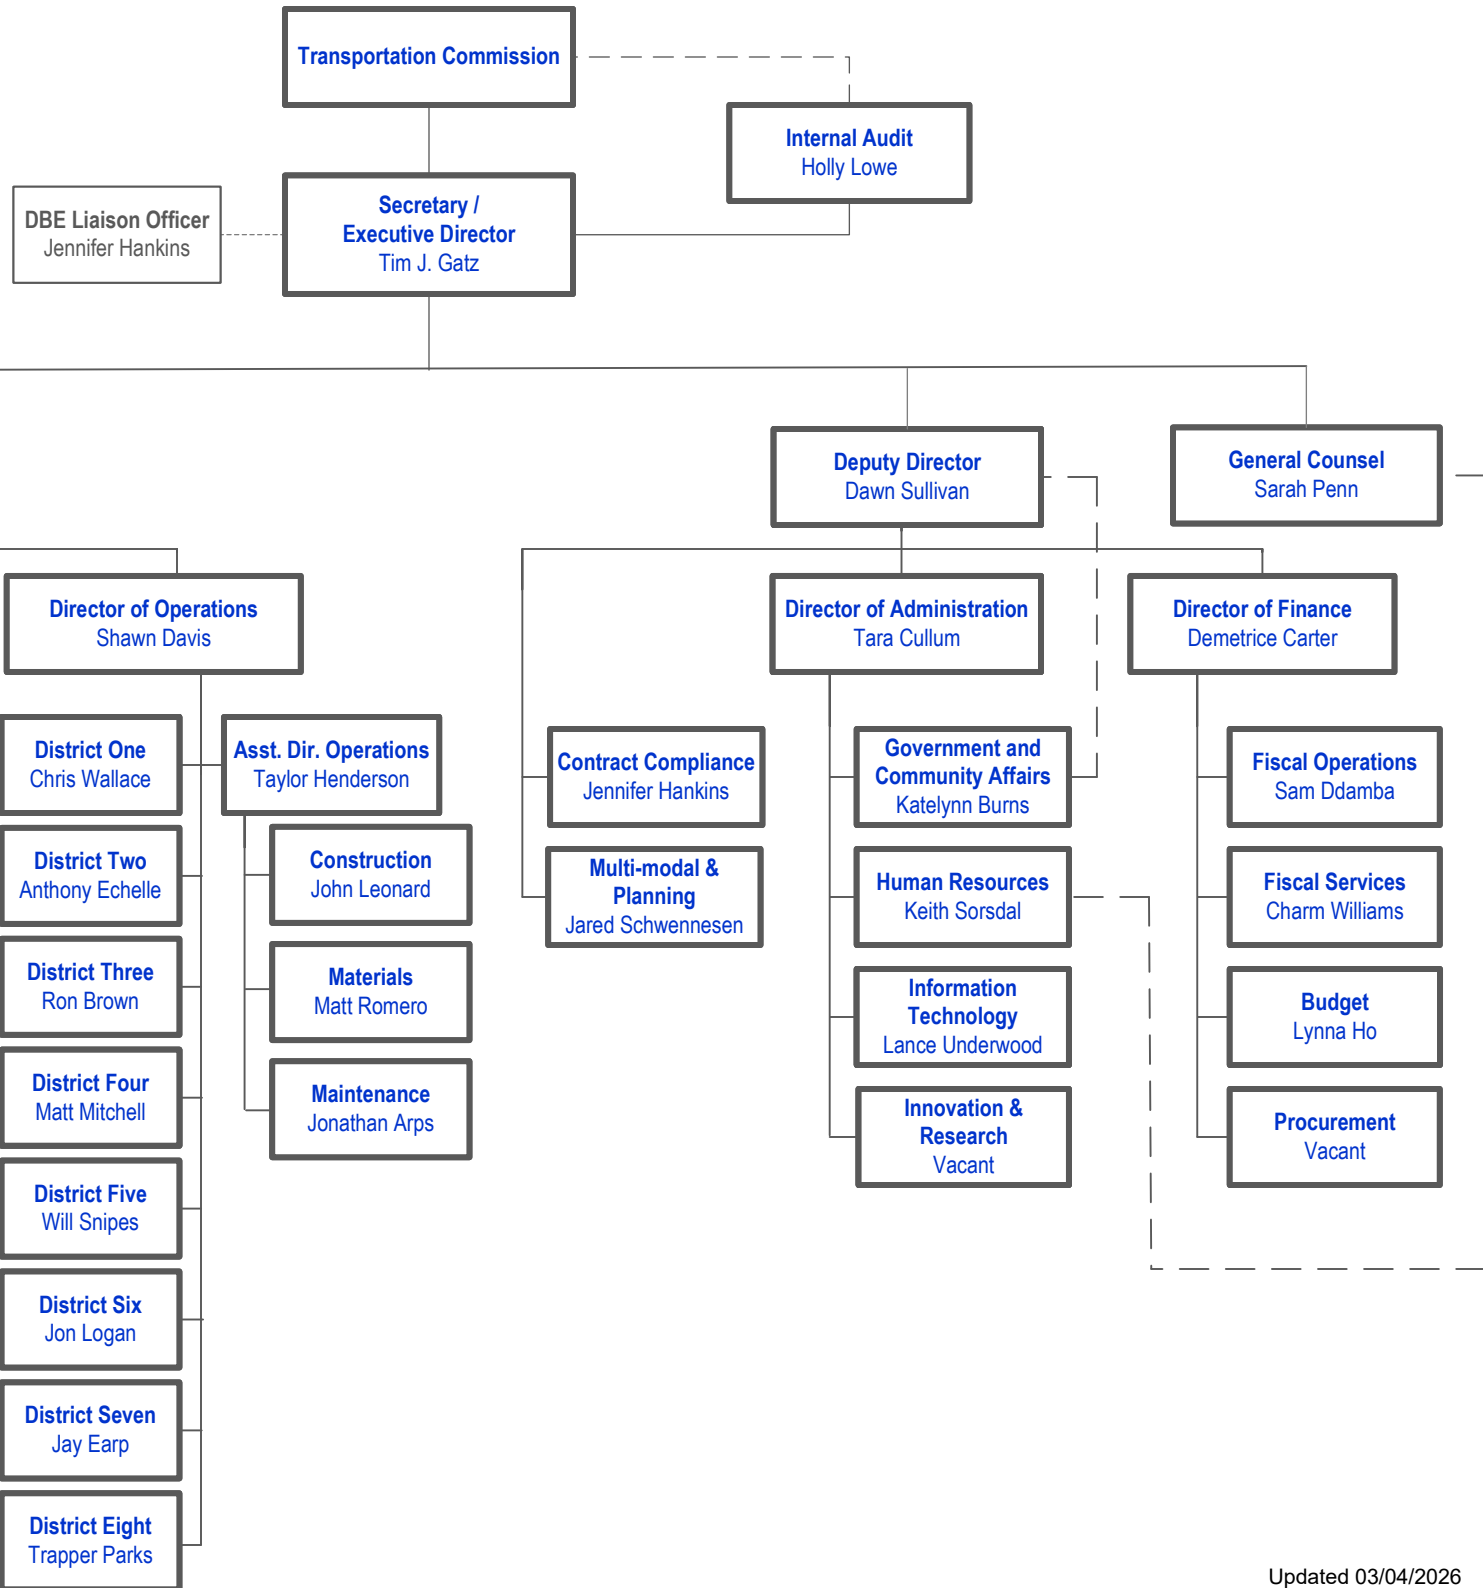 Transportation Commission
Internal Audit
Holly Lowe
DBE Liaison Officer
Jennifer Hankins
Secretary /
Executive Director
Tim J. Gatz
Deputy Director
Dawn Sullivan
General Counsel
Sarah Penn
Director of Operations
Shawn Davis
Director of Administration
Tara Cullum
Director of Finance
Demetrice Carter
District One
Chris Wallace
District Two
Anthony Echelle
District Three
Ron Brown
District Four
Matt Mitchell
District Five
Will Snipes
District Six
Jon Logan
District Seven
Jay Earp
District Eight
Trapper Parks
Asst. Dir. Operations
Taylor Henderson
Construction
John Leonard
Materials
Matt Romero
Maintenance
Jonathan Arps
Contract Compliance
Jennifer Hankins
Multi-modal &
Planning
Jared Schwennesen
Government and
Community Affairs
Katelynn Burns
Human Resources
Keith Sorsdal
Information
Technology
Lance Underwood
Innovation &
Research
Vacant
Fiscal Operations
Sam Ddamba
Fiscal Services
Charm Williams
Budget
Lynna Ho
Procurement
Vacant
Updated 03/04/2026